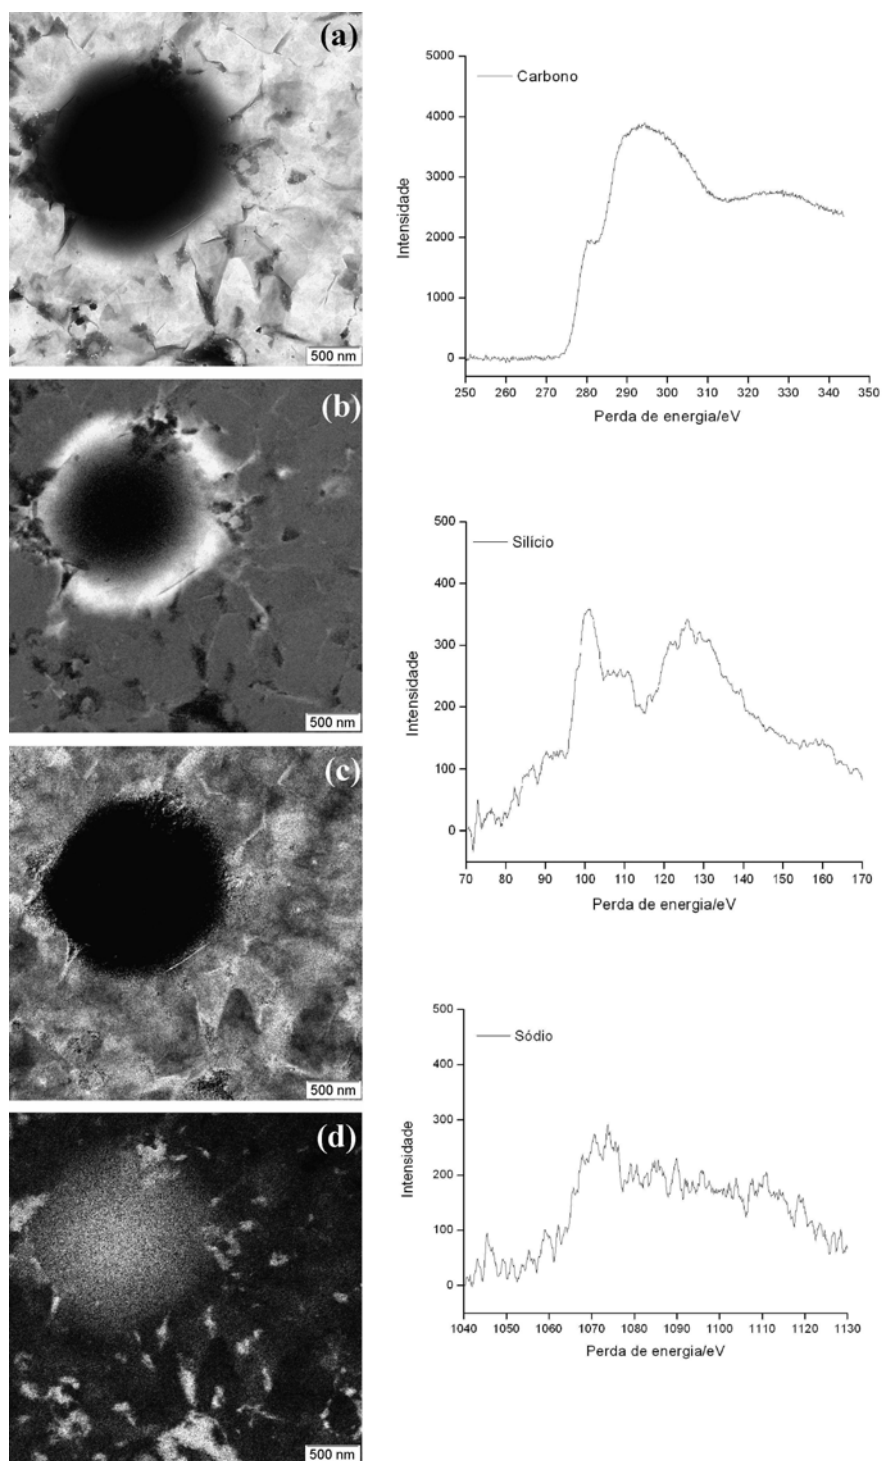 (a)
500 nm
(b)
500 nm
(c)
500 nm
(d)
500 nm
5000
4000
3000
2000
1000
0
Intensidade
Carbono
250 260 270 280 290 300 310 320 330 340 350
Perda de energia/eV
500
400
300
200
100
0
Intensidade
Silício
70 80 90 100 110 120 130 140 150 160 170
Perda de energia/eV
500
400
300
200
100
0
Intensidade
Sódio
1040 1050 1060 1070 1080 1090 1100 1110 1120 1130
Perda de energia/eV